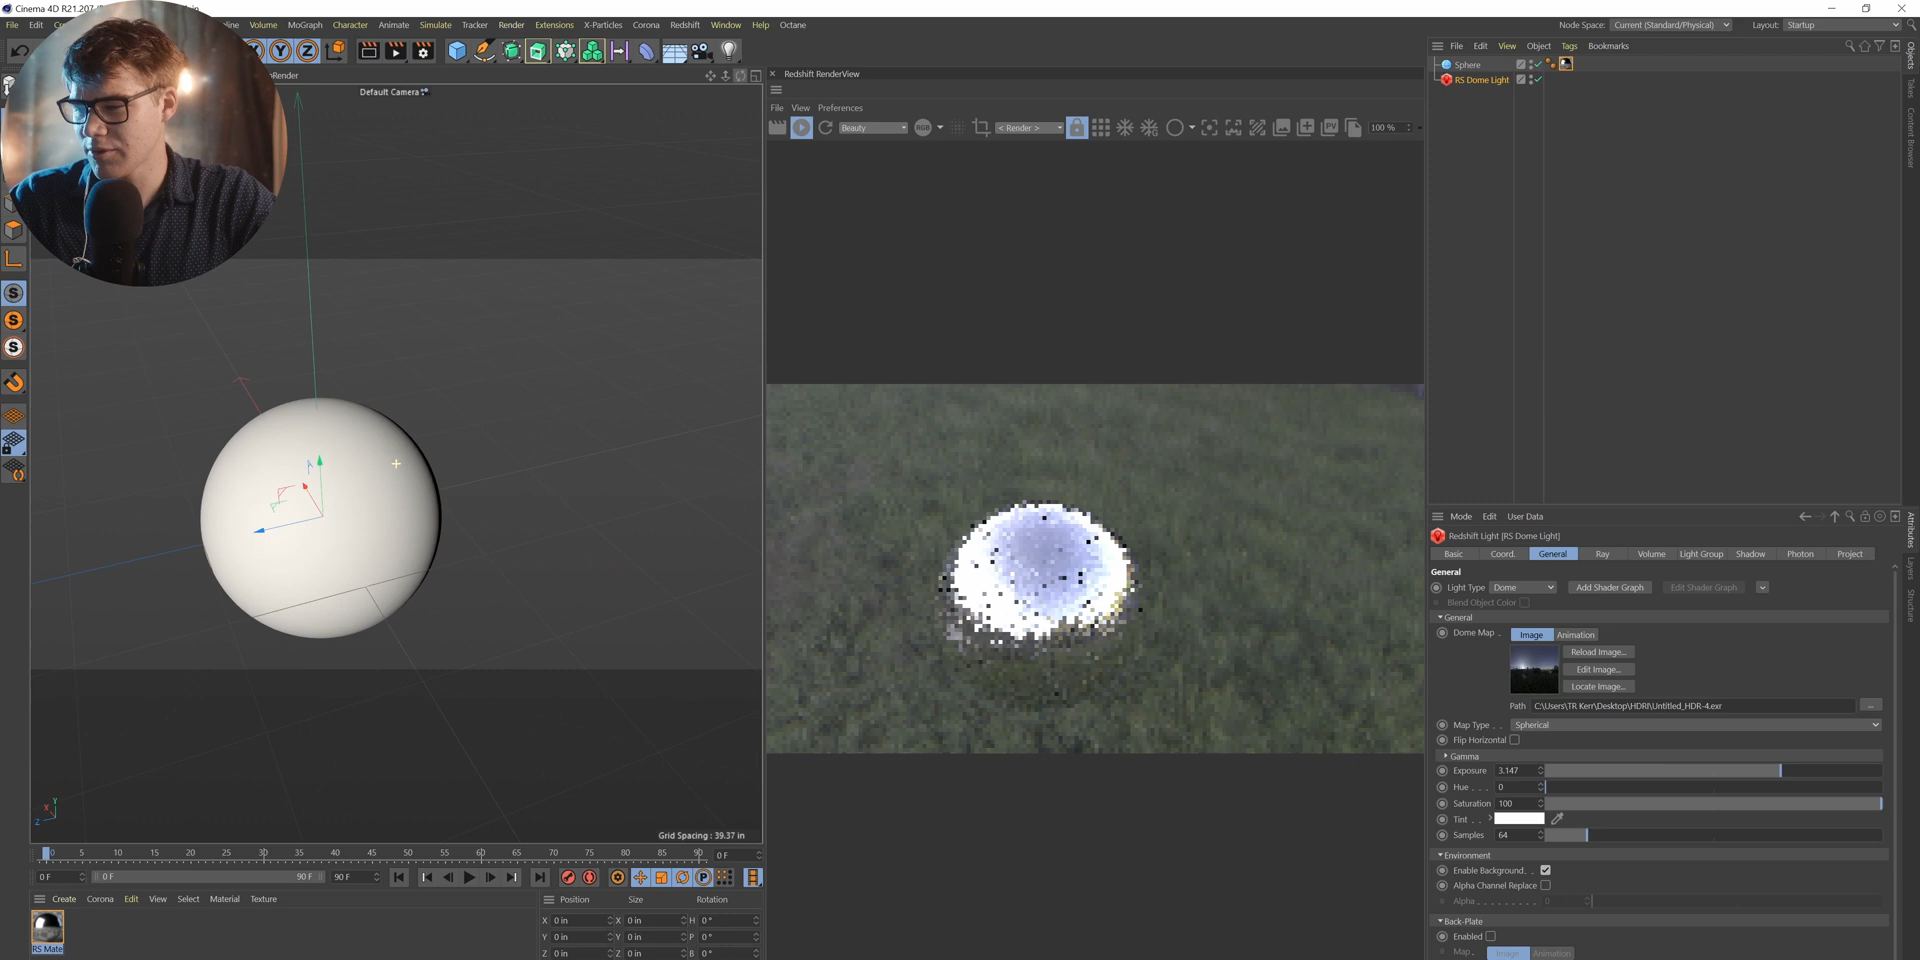 Cinema 4D R21.207
File Edit Volume MoGraph Character Animate Simulate Tracker Render Extensions X-Particles Corona Redshift Window Help Octane
Node Space: Current (Standard/Physical) Layout: Startup
Default Camera
Redshift RenderView
File View Preferences
Beauty RGB < Render > PV 100 %
File Edit View Object Tags Bookmarks
Sphere
RS Dome Light
Objects
Takes
Content Browser
Mode Edit User Data
Redshift Light [RS Dome Light]
Basic Coord. General Ray Volume Light Group Shadow Photon Project
General
Light Type Dome Add Shader Graph Edit Shader Graph
Blend Object Color
General
Dome Map Image Animation
Reload Image...
Edit Image...
Locate Image...
Path C:\Users\TR Kerr\Desktop\HDRI\Untitled_HDR-4.exr
Map Type Spherical
Flip Horizontal
Gamma
Exposure 3.147
Hue 0
Saturation 100
Tint
Samples 64
Environment
Enable Background
Alpha Channel Replace
Alpha 0
Back-Plate
Enabled
Map Image Animation
Attributes
Layers
Structure
Grid Spacing : 39.37 in
0 5 10 15 20 25 30 35 40 45 50 55 60 65 70 75 80 85 90 0 F
0 F 0 F 90 F 90 F
Create Corona Edit View Select Material Texture
RS Mate
Position Size Rotation
X 0 in X 0 in H 0 °
Y 0 in Y 0 in P 0 °
Z 0 in Z 0 in B 0 °